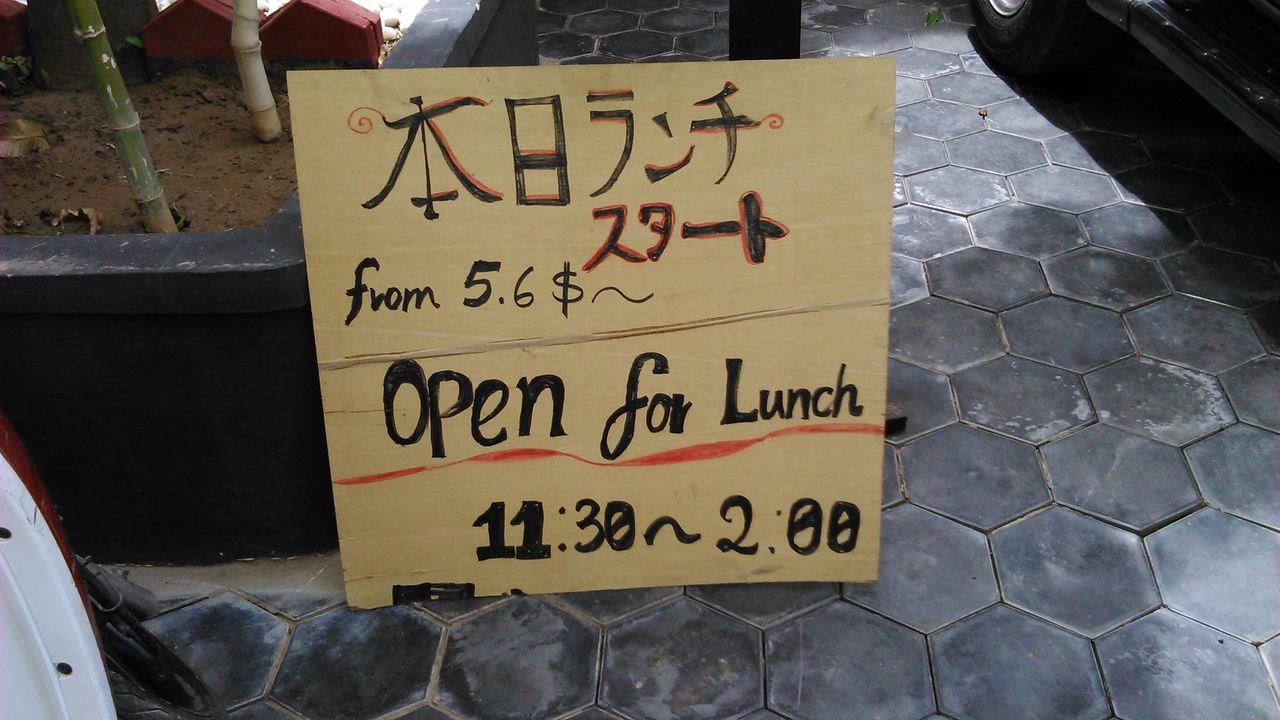 本日ランチ
スタート
from 5.6 $～
Open for Lunch
11:30～2:00